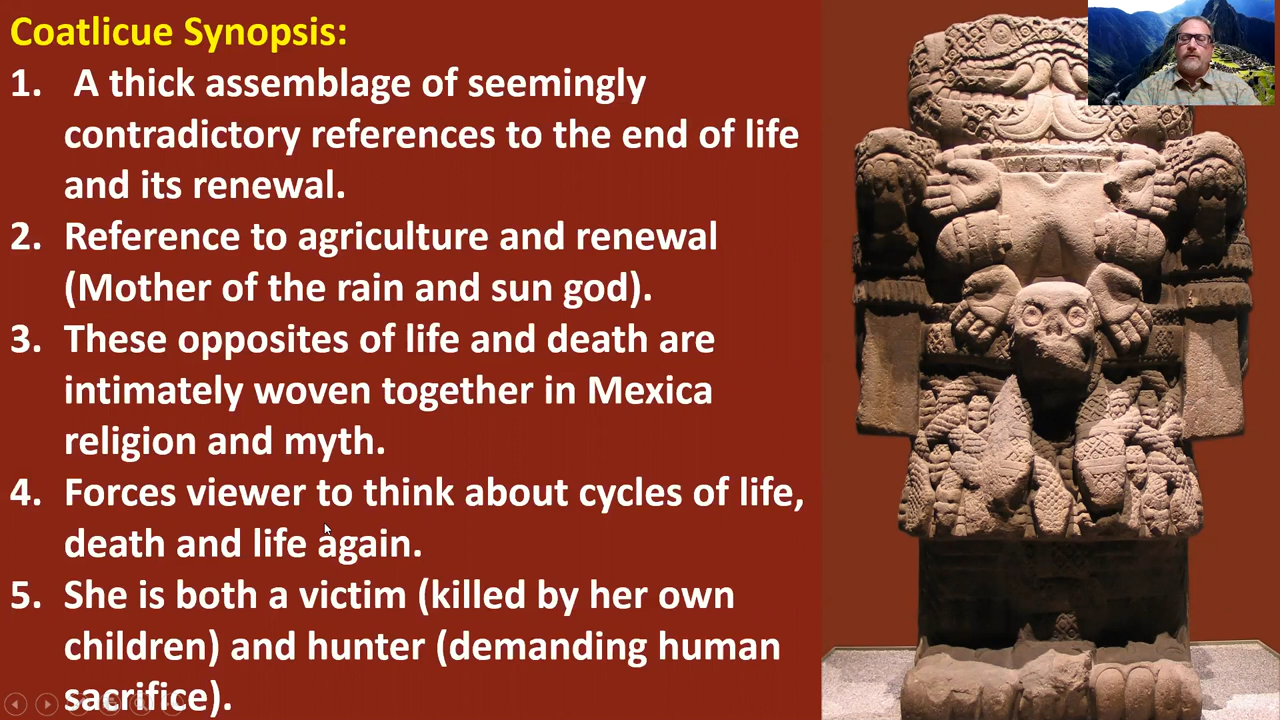 Coatlicue Synopsis:
1. A thick assemblage of seemingly
contradictory references to the end of life
and its renewal.
2. Reference to agriculture and renewal
(Mother of the rain and sun god).
3. These opposites of life and death are
intimately woven together in Mexica
religion and myth.
4. Forces viewer to think about cycles of life,
death and life again.
5. She is both a victim (killed by her own
children) and hunter (demanding human
sacrifice).